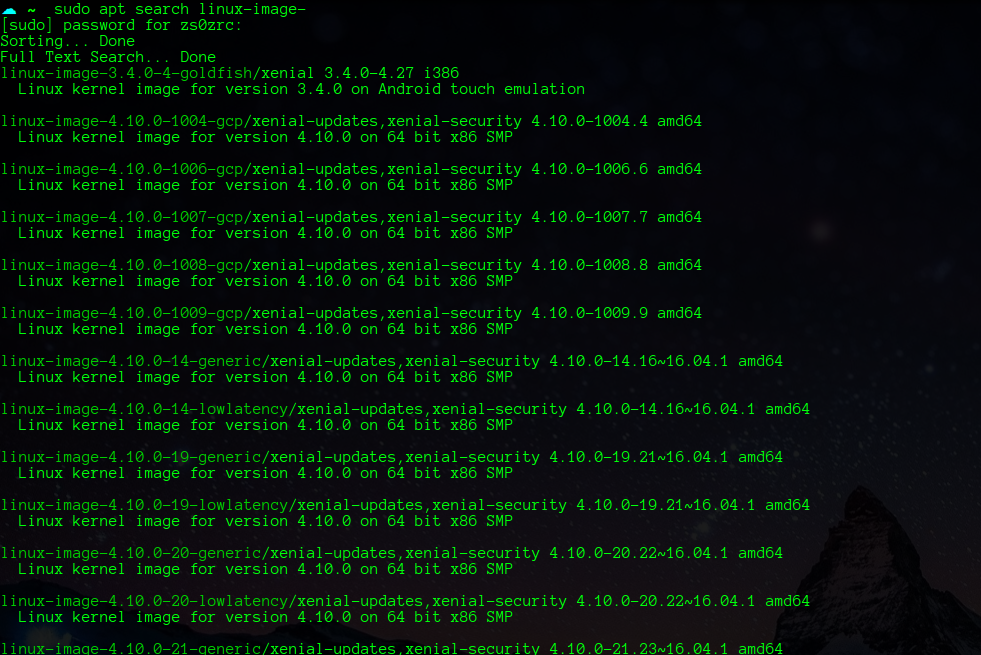 ☁ ~ sudo apt search linux-image-
[sudo] password for zs0zrc:
Sorting... Done
Full Text Search... Done
linux-image-3.4.0-4-goldfish/xenial 3.4.0-4.27 i386
  Linux kernel image for version 3.4.0 on Android touch emulation

linux-image-4.10.0-1004-gcp/xenial-updates,xenial-security 4.10.0-1004.4 amd64
  Linux kernel image for version 4.10.0 on 64 bit x86 SMP

linux-image-4.10.0-1006-gcp/xenial-updates,xenial-security 4.10.0-1006.6 amd64
  Linux kernel image for version 4.10.0 on 64 bit x86 SMP

linux-image-4.10.0-1007-gcp/xenial-updates,xenial-security 4.10.0-1007.7 amd64
  Linux kernel image for version 4.10.0 on 64 bit x86 SMP

linux-image-4.10.0-1008-gcp/xenial-updates,xenial-security 4.10.0-1008.8 amd64
  Linux kernel image for version 4.10.0 on 64 bit x86 SMP

linux-image-4.10.0-1009-gcp/xenial-updates,xenial-security 4.10.0-1009.9 amd64
  Linux kernel image for version 4.10.0 on 64 bit x86 SMP

linux-image-4.10.0-14-generic/xenial-updates,xenial-security 4.10.0-14.16~16.04.1 amd64
  Linux kernel image for version 4.10.0 on 64 bit x86 SMP

linux-image-4.10.0-14-lowlatency/xenial-updates,xenial-security 4.10.0-14.16~16.04.1 amd64
  Linux kernel image for version 4.10.0 on 64 bit x86 SMP

linux-image-4.10.0-19-generic/xenial-updates,xenial-security 4.10.0-19.21~16.04.1 amd64
  Linux kernel image for version 4.10.0 on 64 bit x86 SMP

linux-image-4.10.0-19-lowlatency/xenial-updates,xenial-security 4.10.0-19.21~16.04.1 amd64
  Linux kernel image for version 4.10.0 on 64 bit x86 SMP

linux-image-4.10.0-20-generic/xenial-updates,xenial-security 4.10.0-20.22~16.04.1 amd64
  Linux kernel image for version 4.10.0 on 64 bit x86 SMP

linux-image-4.10.0-20-lowlatency/xenial-updates,xenial-security 4.10.0-20.22~16.04.1 amd64
  Linux kernel image for version 4.10.0 on 64 bit x86 SMP

linux-image-4.10.0-21-generic/xenial-updates,xenial-security 4.10.0-21.23~16.04.1 amd64